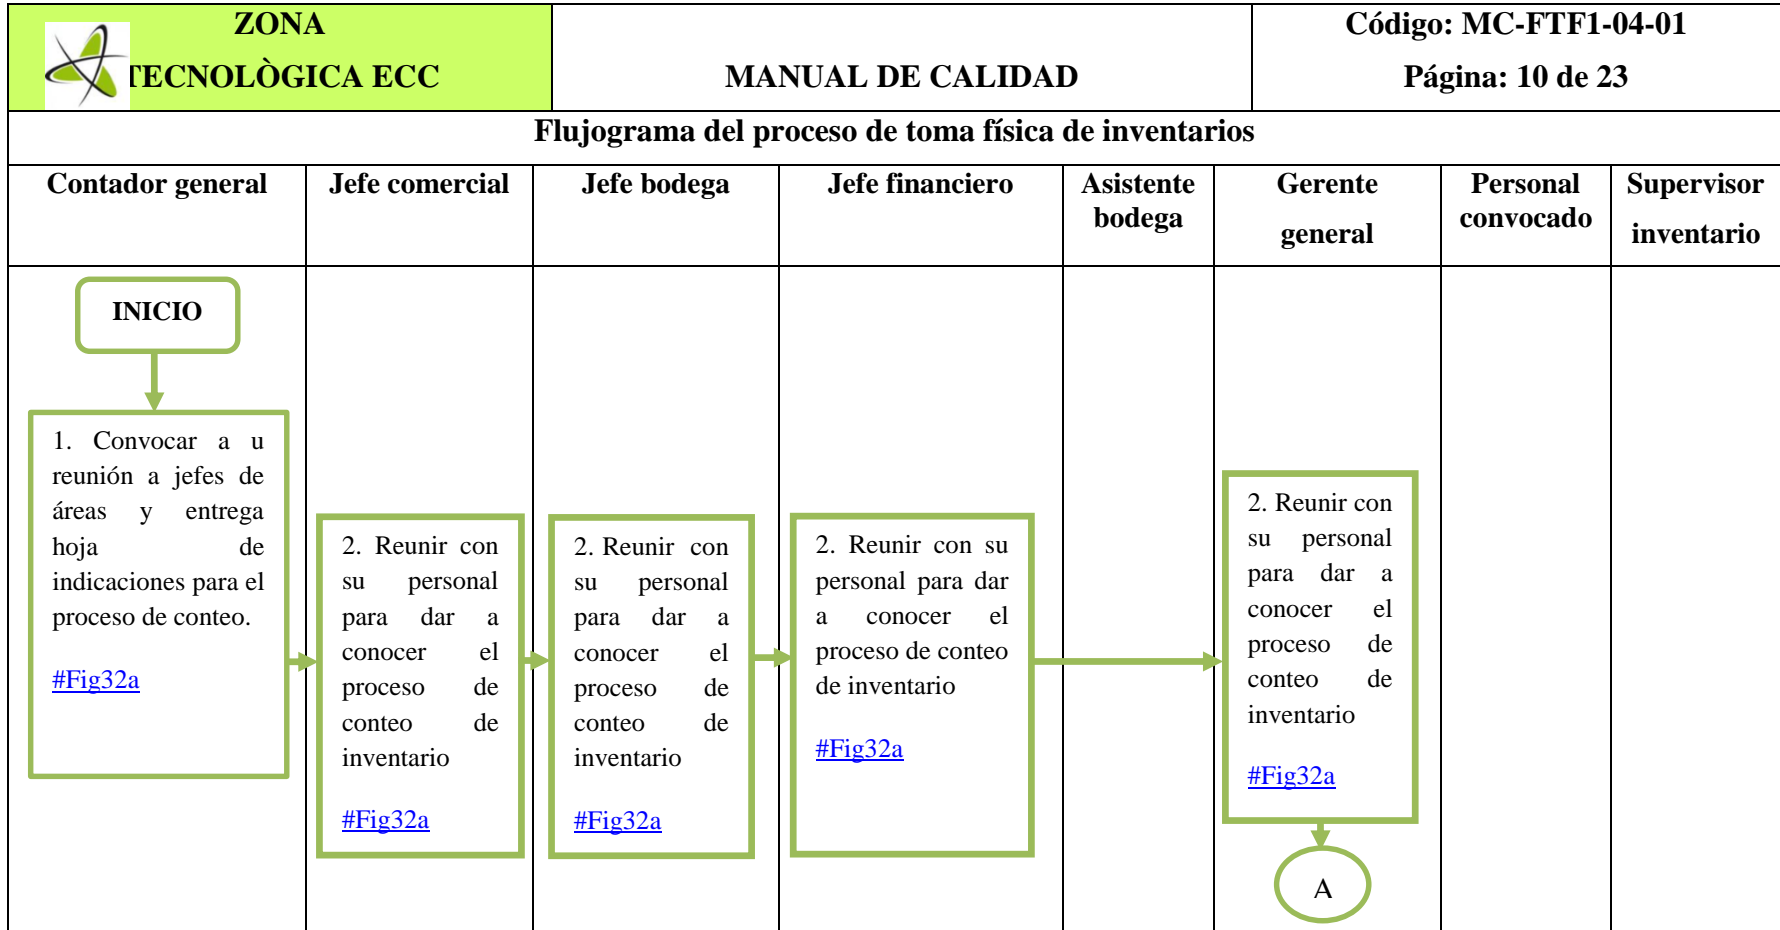 ZONA
TECNOLÒGICA ECC
MANUAL DE CALIDAD
Código: MC-FTF1-04-01
Página: 10 de 23
Flujograma del proceso de toma física de inventarios
Contador general
Jefe comercial
Jefe bodega
Jefe financiero
Asistente
bodega
Gerente
general
Personal
convocado
Supervisor
inventario
INICIO
1. Convocar a u
reunión a jefes de
áreas y entrega
hoja de
indicaciones para el
proceso de conteo.
#Fig32a
2. Reunir con
su personal
para dar a
conocer el
proceso de
conteo de
inventario
#Fig32a
2. Reunir con
su personal
para dar a
conocer el
proceso de
conteo de
inventario
#Fig32a
2. Reunir con su
personal para dar
a conocer el
proceso de conteo
de inventario
#Fig32a
2. Reunir con
su personal
para dar a
conocer el
proceso de
conteo de
inventario
#Fig32a
A